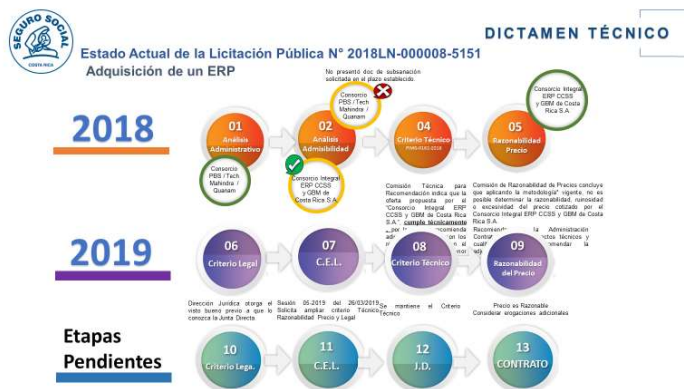 SEGURO SOCIAL
COSTA RICA
DICTAMEN TÉCNICO
Estado Actual de la Licitación Pública N° 2018LN-000008-5151
Adquisición de un ERP
No presentó doc de subsanación
solicitada en el plazo establecido.
2018
01
Análisis
Administrativo
Consorcio
PBS / Tech
Mahindra /
Quanam
02
Análisis
Admisibilidad
Consorcio
PBS / Tech
Mahindra /
Quanam
Consorcio Integral
ERP CCSS
y GBM de
Costa Rica S.A.
04
Criterio Técnico
05
Razonabilidad
Precio
Consorcio Integral
ERP CCSS
y GBM de Costa
Rica S.A.
Comisión Técnica para
Recomendación indica que la
oferta propuesta por el
"Consorcio Integral ERP
CCSS y GBM de Costa Rica
S.A." cumple técnicamente
Comisión de Razonabilidad de Precios concluye
que aplicando la metodología" vigente, no es
posible determinar la razonabilidad, ruinosidad
o excesividad del precio cotizado por el
Consorcio Integral ERP CCSS y GBM de Costa
Rica S.A.
la Administración
técnicos y
2019
06
Criterio Legal
07
C.E.L.
08
Criterio Técnico
09
Razonabilidad
del Precio
Dirección Jurídica otorga el
visto bueno previo a que lo
conozca la Junta Directa
Sesión 05-2019 del 26/03/2019
Solicita ampliar criterio Técnico,
Razonabilidad Precio y Legal
Se mantiene el Criterio
Técnico
Precio es Razonable
Considerar erogaciones adicionales
Etapas
Pendientes
10
Criterio Lega.
11
C.E.L.
12
J.D.
13
CONTRATO